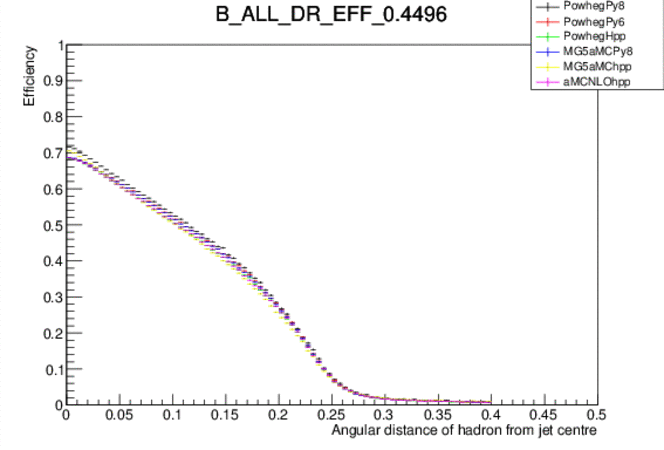 B_ALL_DR_EFF_0.4496
PowhegPy8
PowhegPy6
PowhegHpp
MG5aMCPy8
MG5aMChpp
aMCNLOhpp
Efficiency
1
0.9
0.8
0.7
0.6
0.5
0.4
0.3
0.2
0.1
0
0 0.05 0.1 0.15 0.2 0.25 0.3 0.35 0.4 0.45 0.5
Angular distance of hadron from jet centre